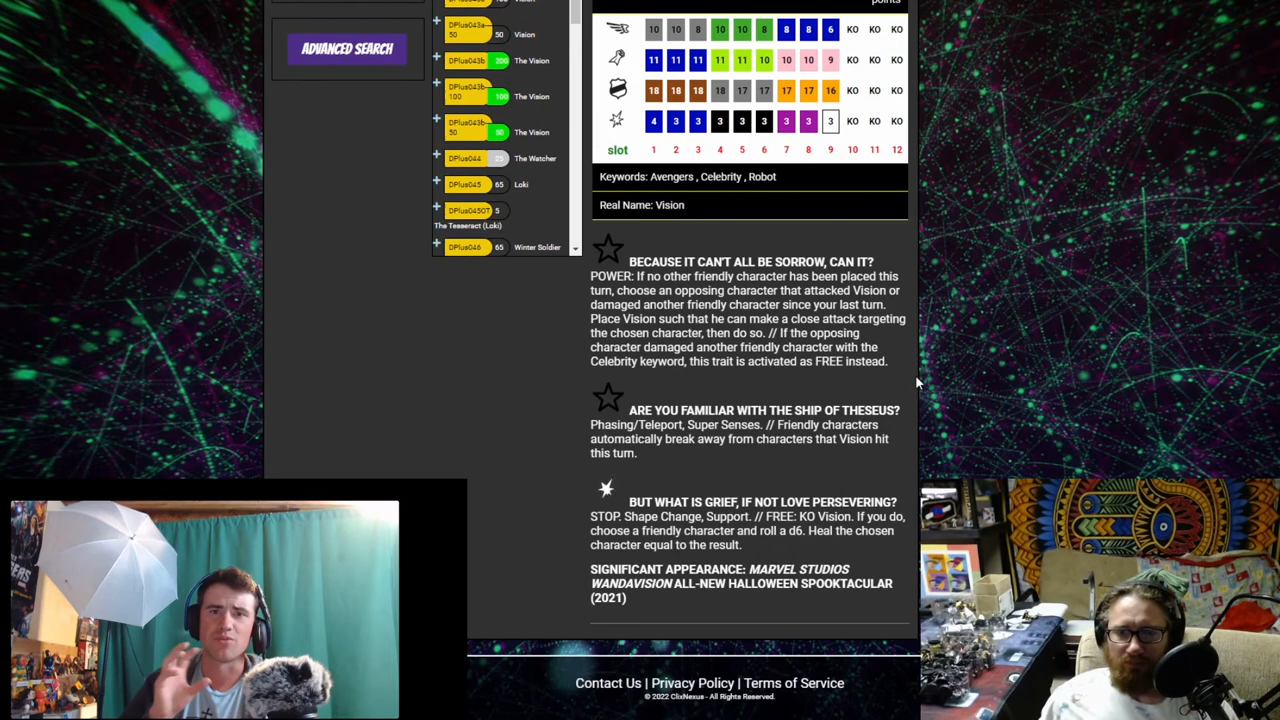 points
ADVANCED SEARCH
Vision
DPlus043a
50
50
Vision
DPlus043b
200
The Vision
DPlus043b
100
100
The Vision
DPlus043b
50
50
The Vision
DPlus044
25
The Watcher
DPlus045
65
Loki
DPlus045OT
5
The Tesseract (Loki)
DPlus046
65
Winter Soldier
10 10 8 10 10 8 8 8 6 KO KO KO
11 11 11 11 11 10 10 10 9 KO KO KO
18 18 18 18 17 17 17 17 16 KO KO KO
4 3 3 3 3 3 3 3 3 KO KO KO
slot 1 2 3 4 5 6 7 8 9 10 11 12
Keywords: Avengers , Celebrity , Robot
Real Name: Vision
BECAUSE IT CAN'T ALL BE SORROW, CAN IT?
POWER: If no other friendly character has been placed this
turn, choose an opposing character that attacked Vision or
damaged another friendly character since your last turn.
Place Vision such that he can make a close attack targeting
the chosen character, then do so. // If the opposing
character damaged another friendly character with the
Celebrity keyword, this trait is activated as FREE instead.
ARE YOU FAMILIAR WITH THE SHIP OF THESEUS?
Phasing/Teleport, Super Senses. // Friendly characters
automatically break away from characters that Vision hit
this turn.
BUT WHAT IS GRIEF, IF NOT LOVE PERSEVERING?
STOP. Shape Change, Support. // FREE: KO Vision. If you do,
choose a friendly character and roll a d6. Heal the chosen
character equal to the result.
SIGNIFICANT APPEARANCE: MARVEL STUDIOS
WANDAVISION ALL-NEW HALLOWEEN SPOOKTACULAR
(2021)
Contact Us | Privacy Policy | Terms of Service
© 2022 ClixNexus - All Rights Reserved.